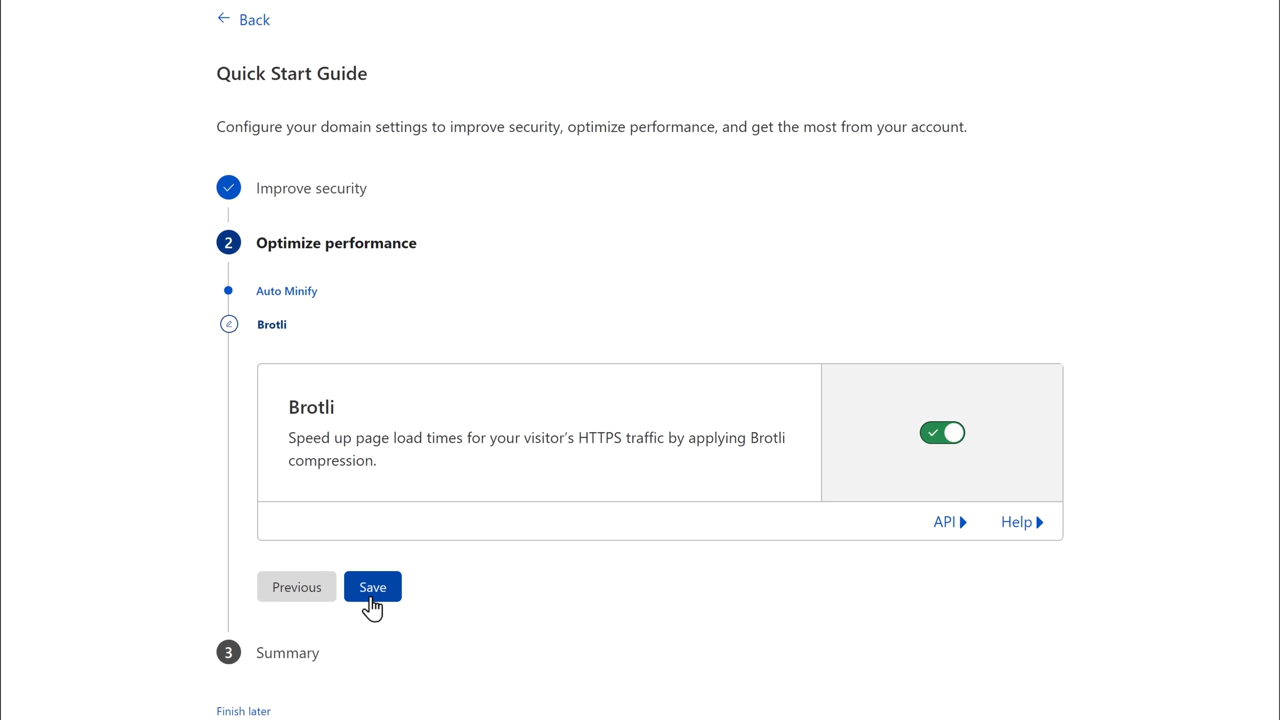 Back
Quick Start Guide
Configure your domain settings to improve security, optimize performance, and get the most from your account.
Improve security
2 Optimize performance
Auto Minify
Brotli
Brotli
Speed up page load times for your visitor's HTTPS traffic by applying Brotli
compression.
API Help
Previous Save
3 Summary
Finish later